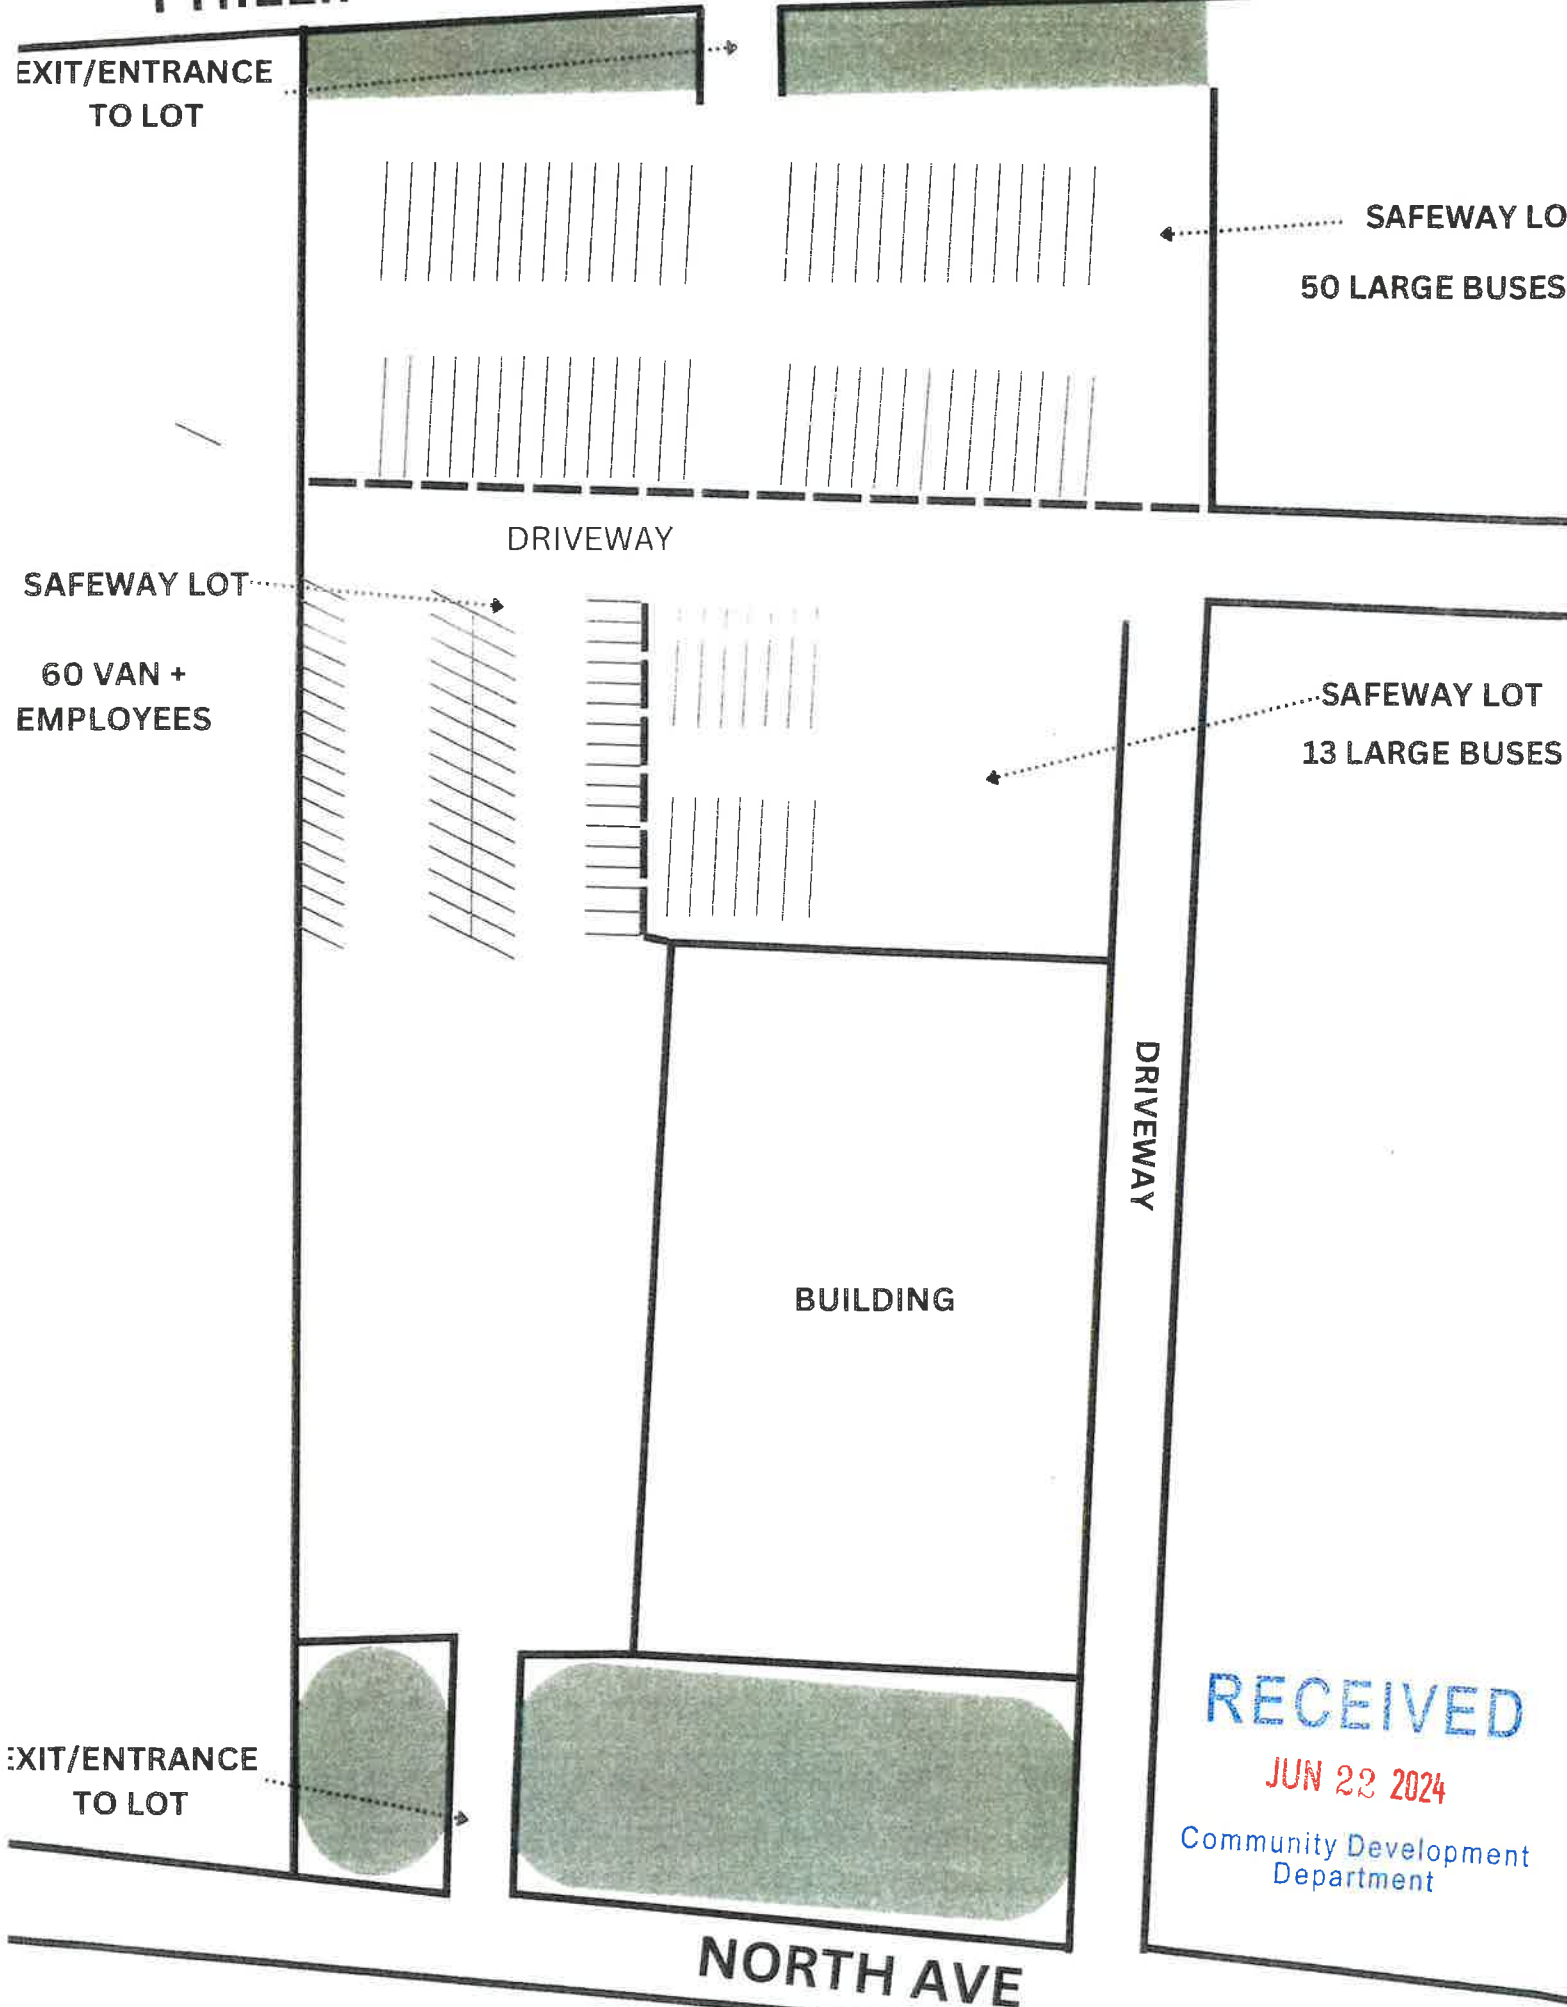 EXIT/ENTRANCE
TO LOT
SAFEWAY LO
50 LARGE BUSES
DRIVEWAY
SAFEWAY LOT
60 VAN +
EMPLOYEES
SAFEWAY LOT
13 LARGE BUSES
DRIVEWAY
BUILDING
RECEIVED
JUN 22 2024
Community Development
Department
EXIT/ENTRANCE
TO LOT
NORTH AVE